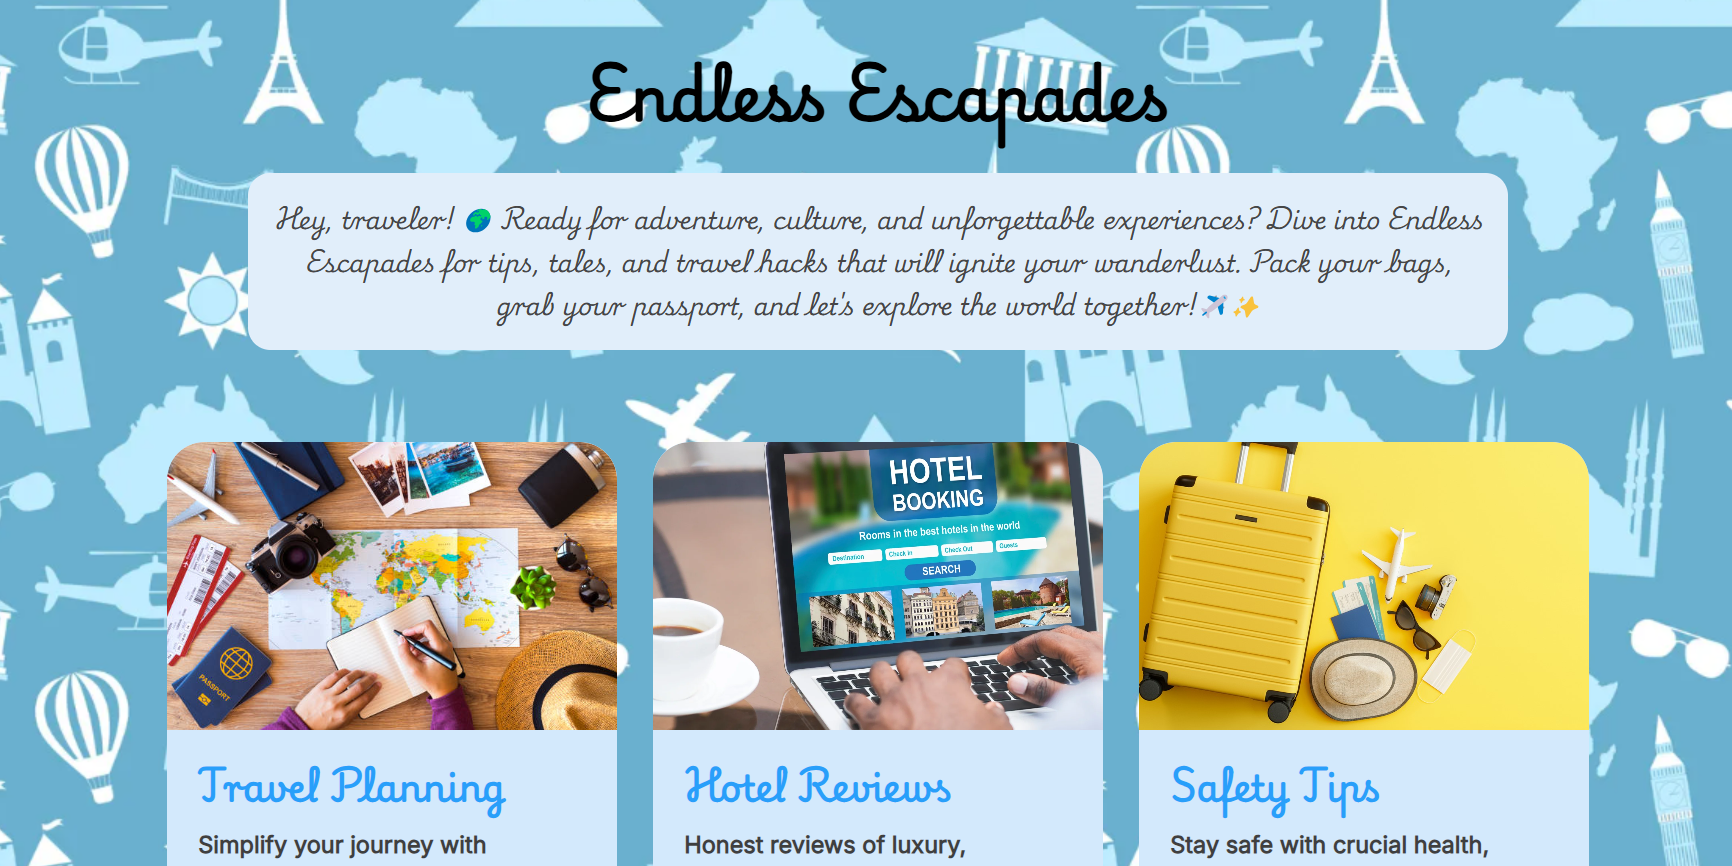 Endless Escapades
Hey, traveler! 🌍 Ready for adventure, culture, and unforgettable experiences? Dive into Endless
Escapades for tips, tales, and travel hacks that will ignite your wanderlust. Pack your bags,
grab your passport, and let's explore the world together! ✈️✨
PASSPORT
HOTEL
BOOKING
Rooms in the best hotels in the world
Destination
Check in
Check Out
Guests
SEARCH
Travel Planning
Simplify your journey with
Hotel Reviews
Honest reviews of luxury,
Safety Tips
Stay safe with crucial health,